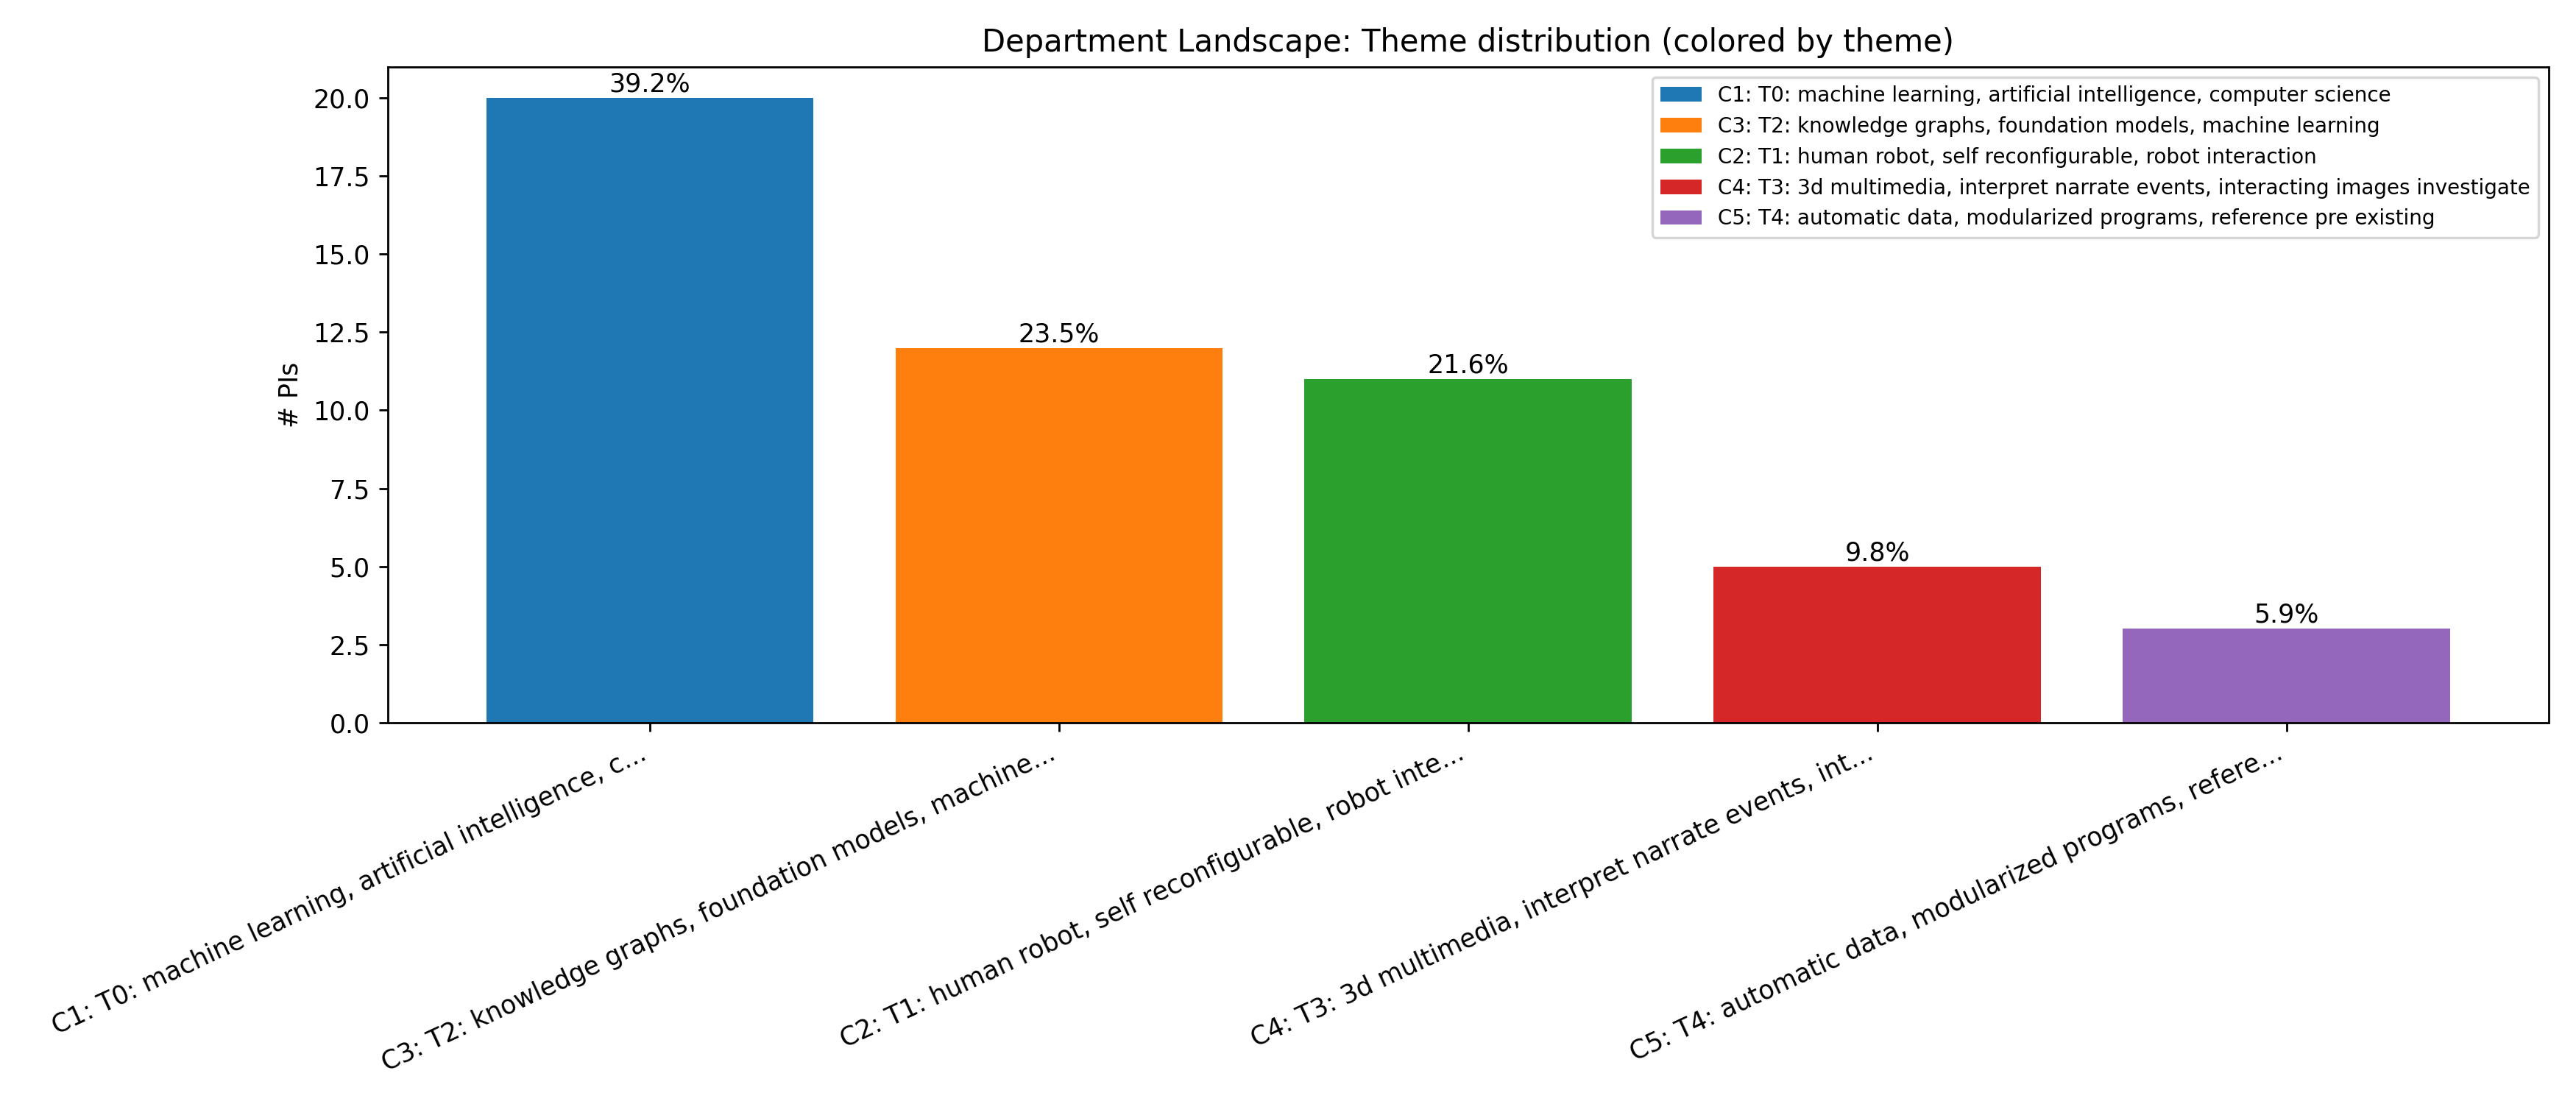 Department Landscape: Theme distribution (colored by theme)
39.2%
23.5%
21.6%
9.8%
5.9%
C1: T0: machine learning, artificial intelligence, computer science
C3: T2: knowledge graphs, foundation models, machine learning
C2: T1: human robot, self reconfigurable, robot interaction
C4: T3: 3d multimedia, interpret narrate events, interacting images investigate
C5: T4: automatic data, modularized programs, reference pre existing
# PIs
20.0
17.5
15.0
12.5
10.0
7.5
5.0
2.5
0.0
C1: T0: machine learning, artificial intelligence, c...
C3: T2: knowledge graphs, foundation models, machine...
C2: T1: human robot, self reconfigurable, robot inte...
C4: T3: 3d multimedia, interpret narrate events, int...
C5: T4: automatic data, modularized programs, refere...